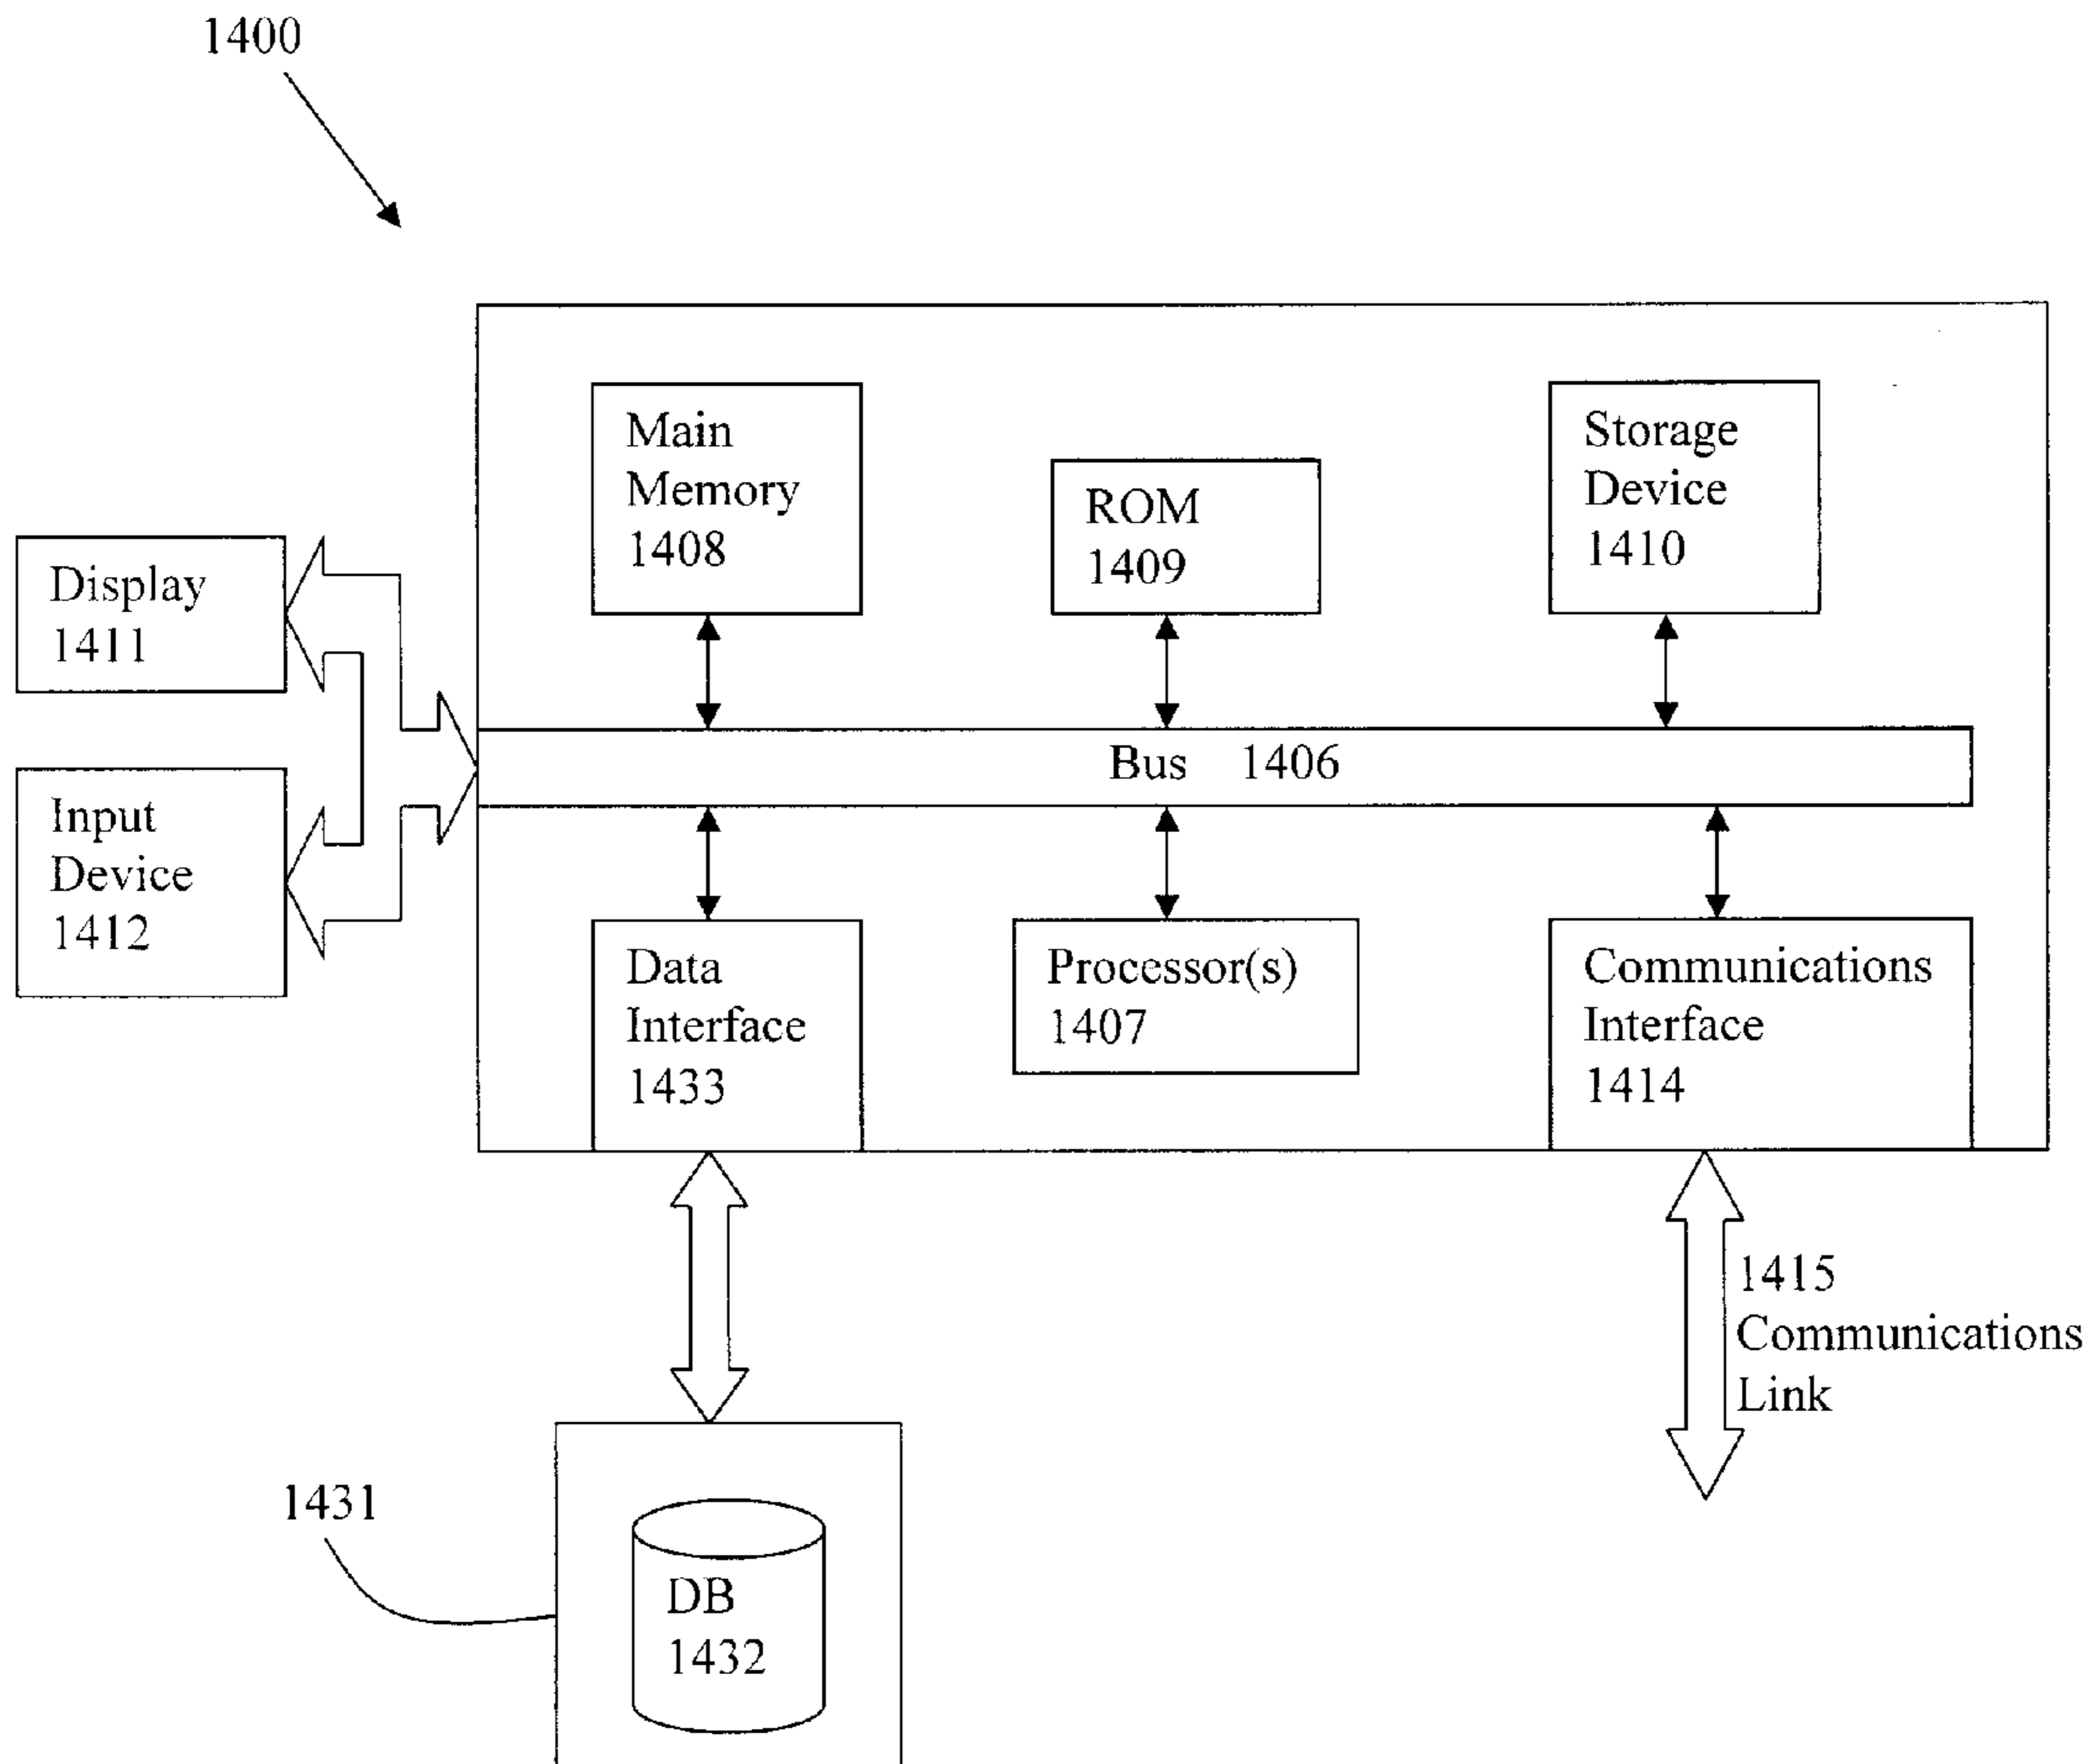 1400
Main
Memory
1408
ROM
1409
Storage
Device
1410
Display
1411
Bus 1406
Input
Device
1412
Data
Interface
1433
Processor(s)
1407
Communications
Interface
1414
1415
Communications
Link
1431
DB
1432